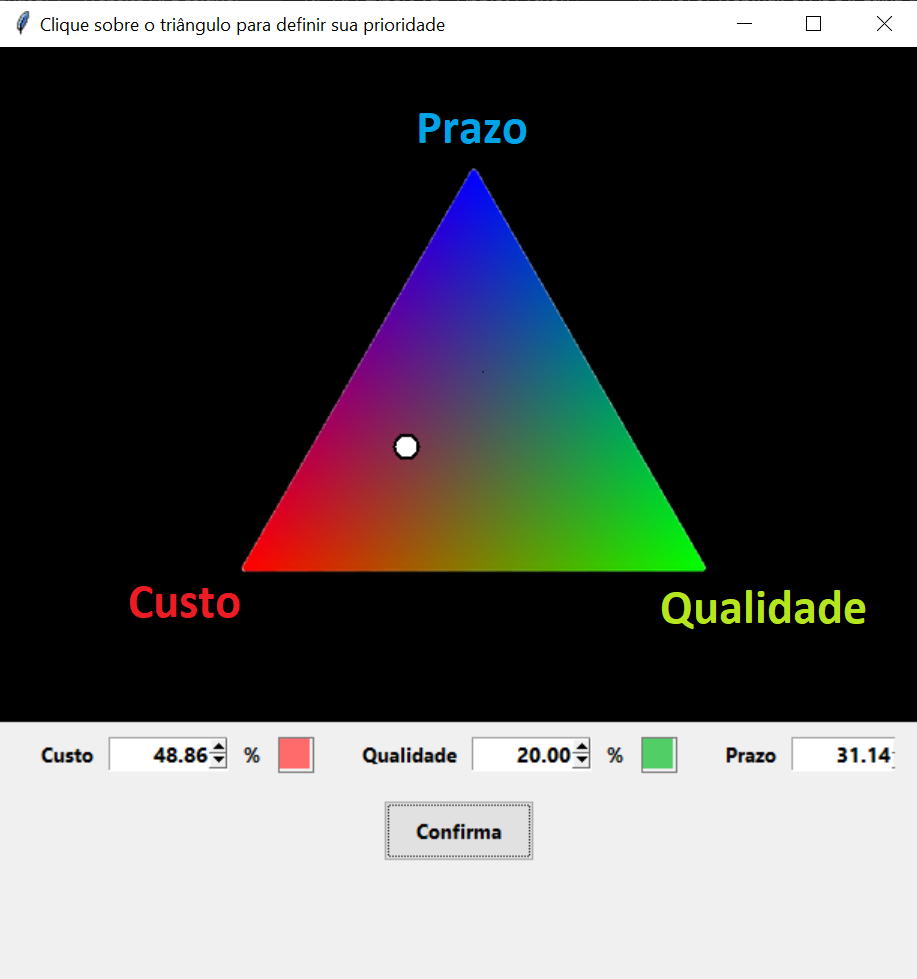 Clique sobre o triângulo para definir sua prioridade
Prazo
Custo
Qualidade
Custo 48.86 % Qualidade 20.00 % Prazo 31.14
Confirma